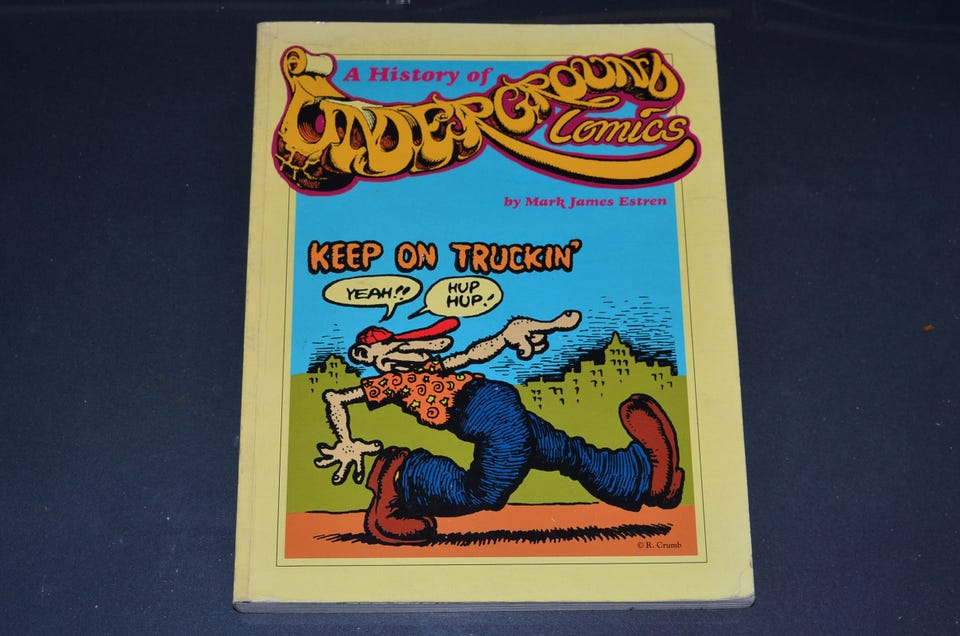 A History of
UNDERGROUND
Comics
by Mark James Estren
KEEP ON TRUCKIN'
YEAH!!
HUP
HUP!
© R. Crumb